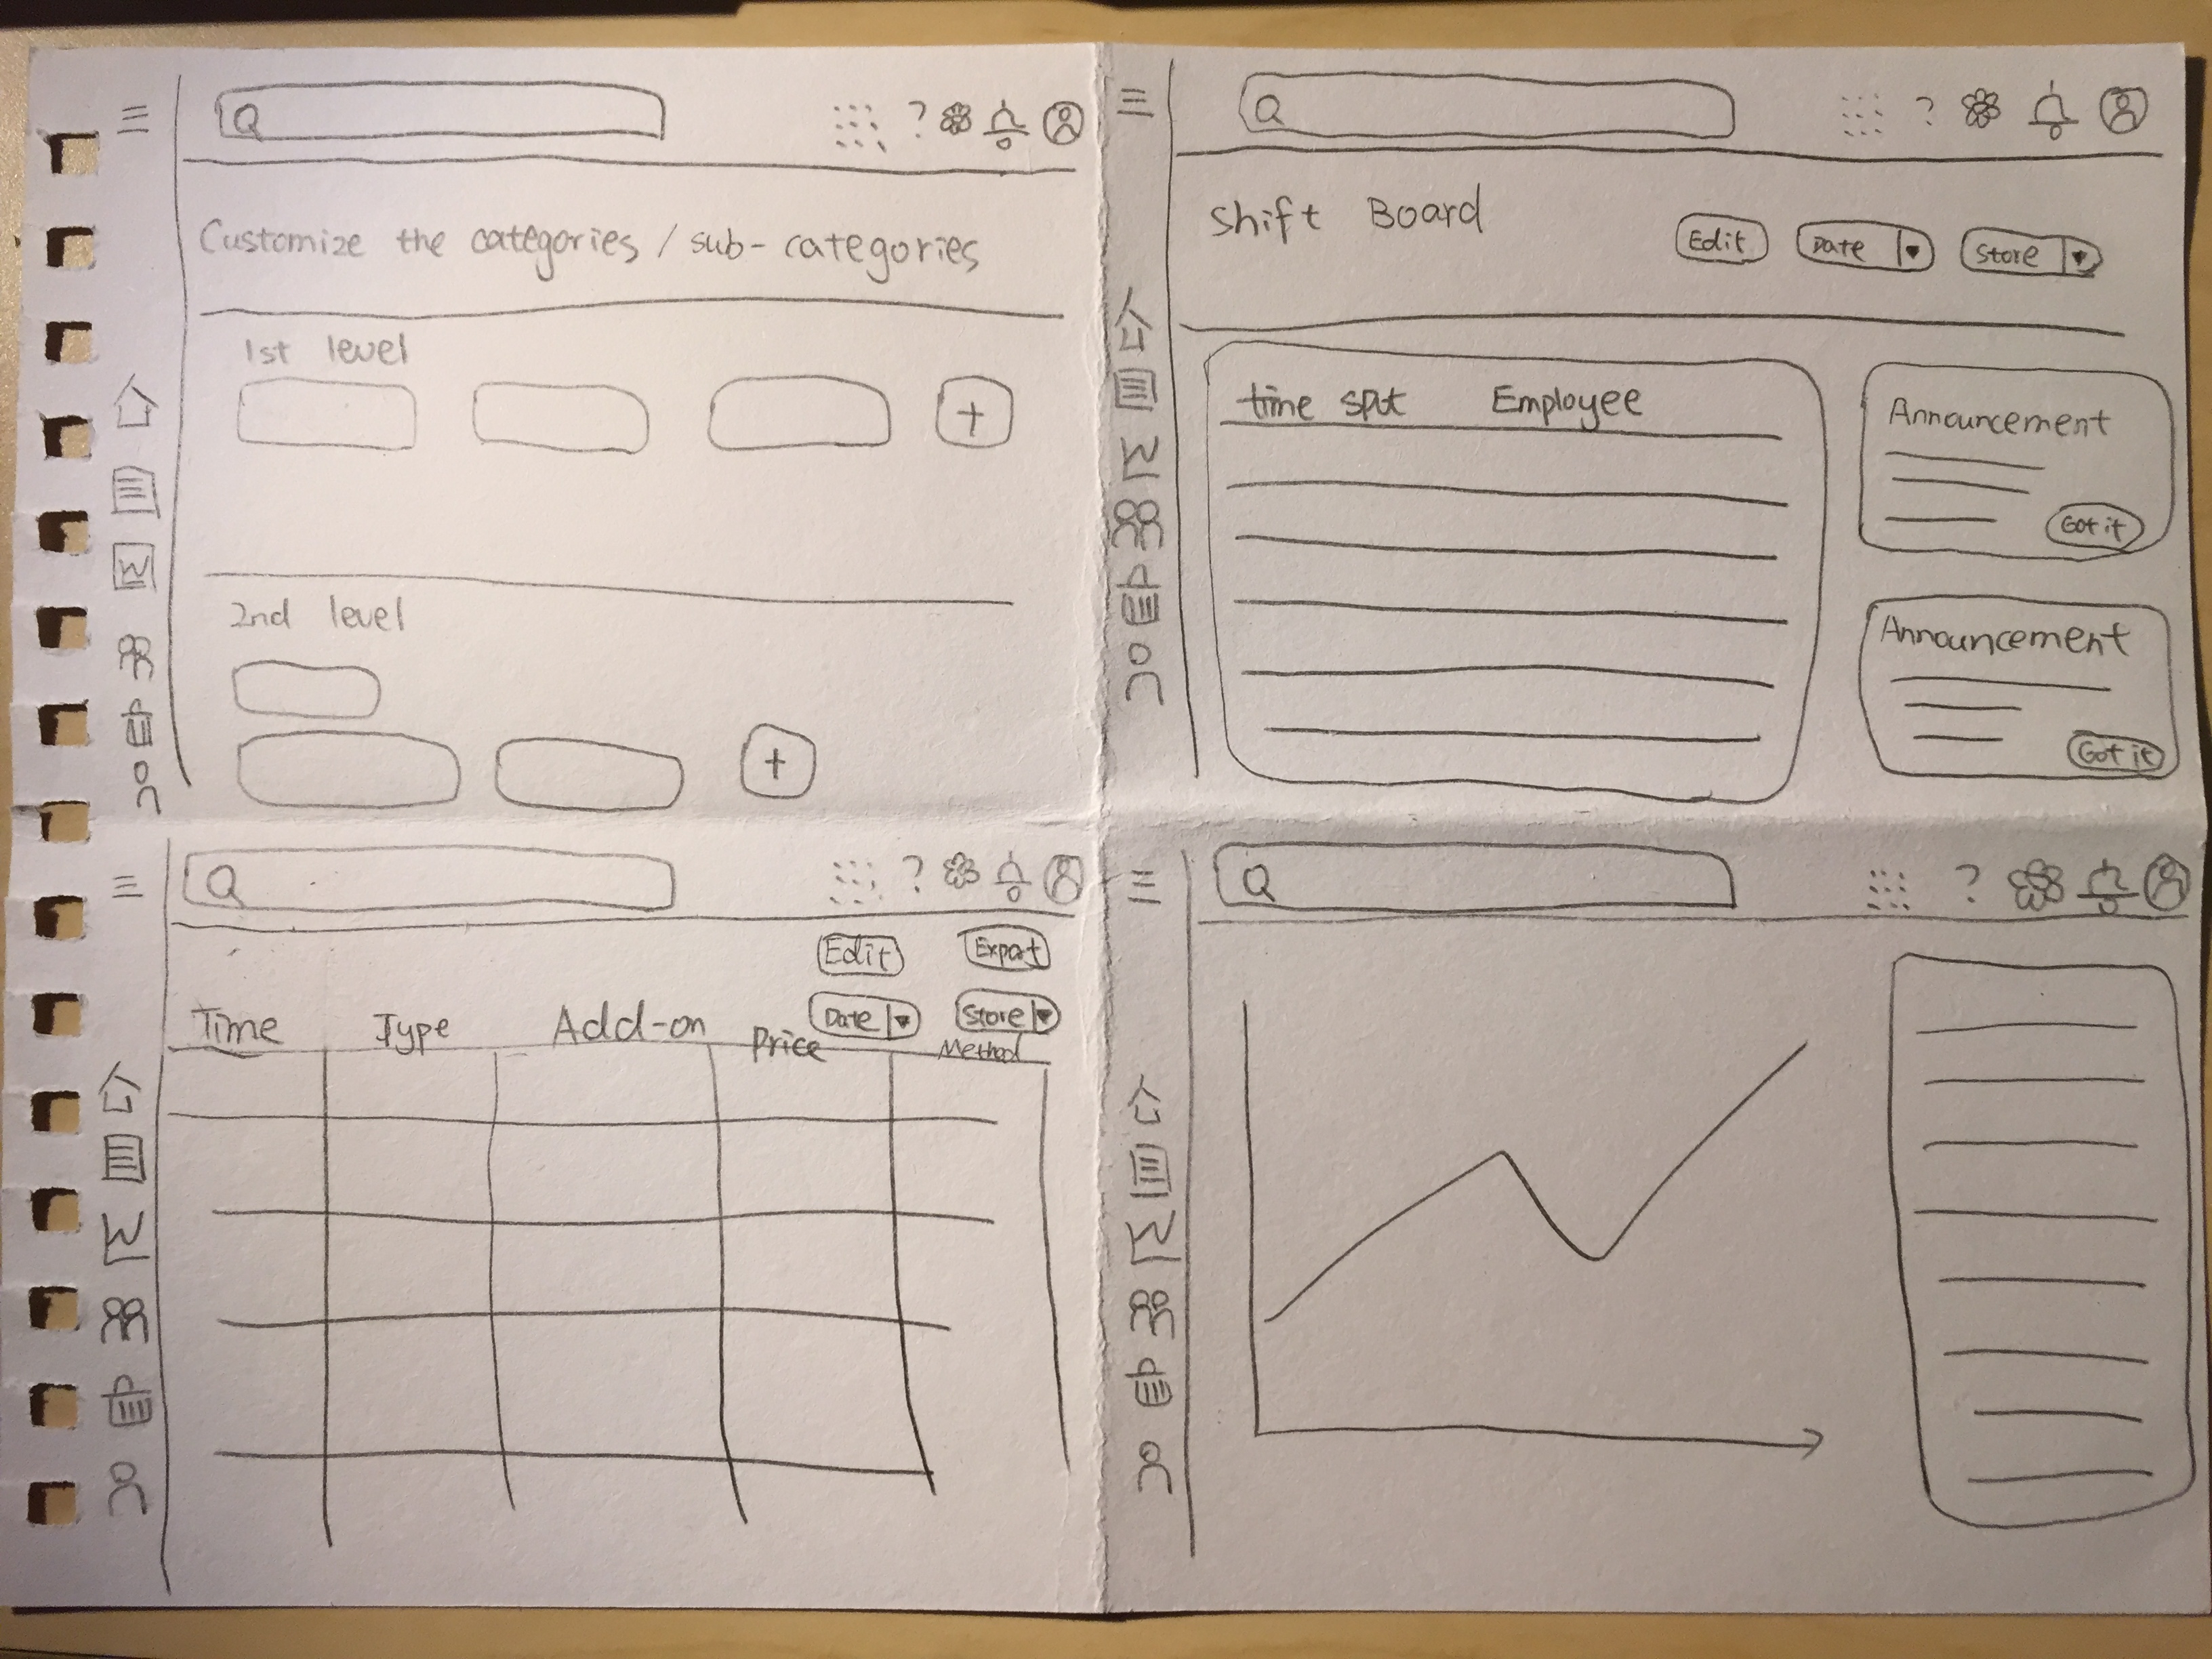 ?
Customize the categories / sub-categories
1st level
+
2nd level
+
?
Shift Board
Edit Date Store
time spot Employee
Announcement
Got it
Announcement
Got it
?
Edit Export
Date Store
Time Type Add-on Price Method
?